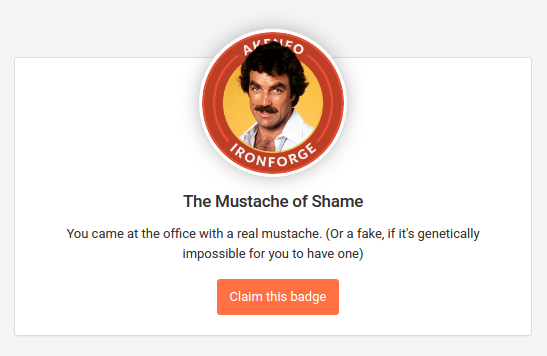 AKENEO
IRONFORGE
The Mustache of Shame
You came at the office with a real mustache. (Or a fake, if it's genetically
impossible for you to have one)
Claim this badge